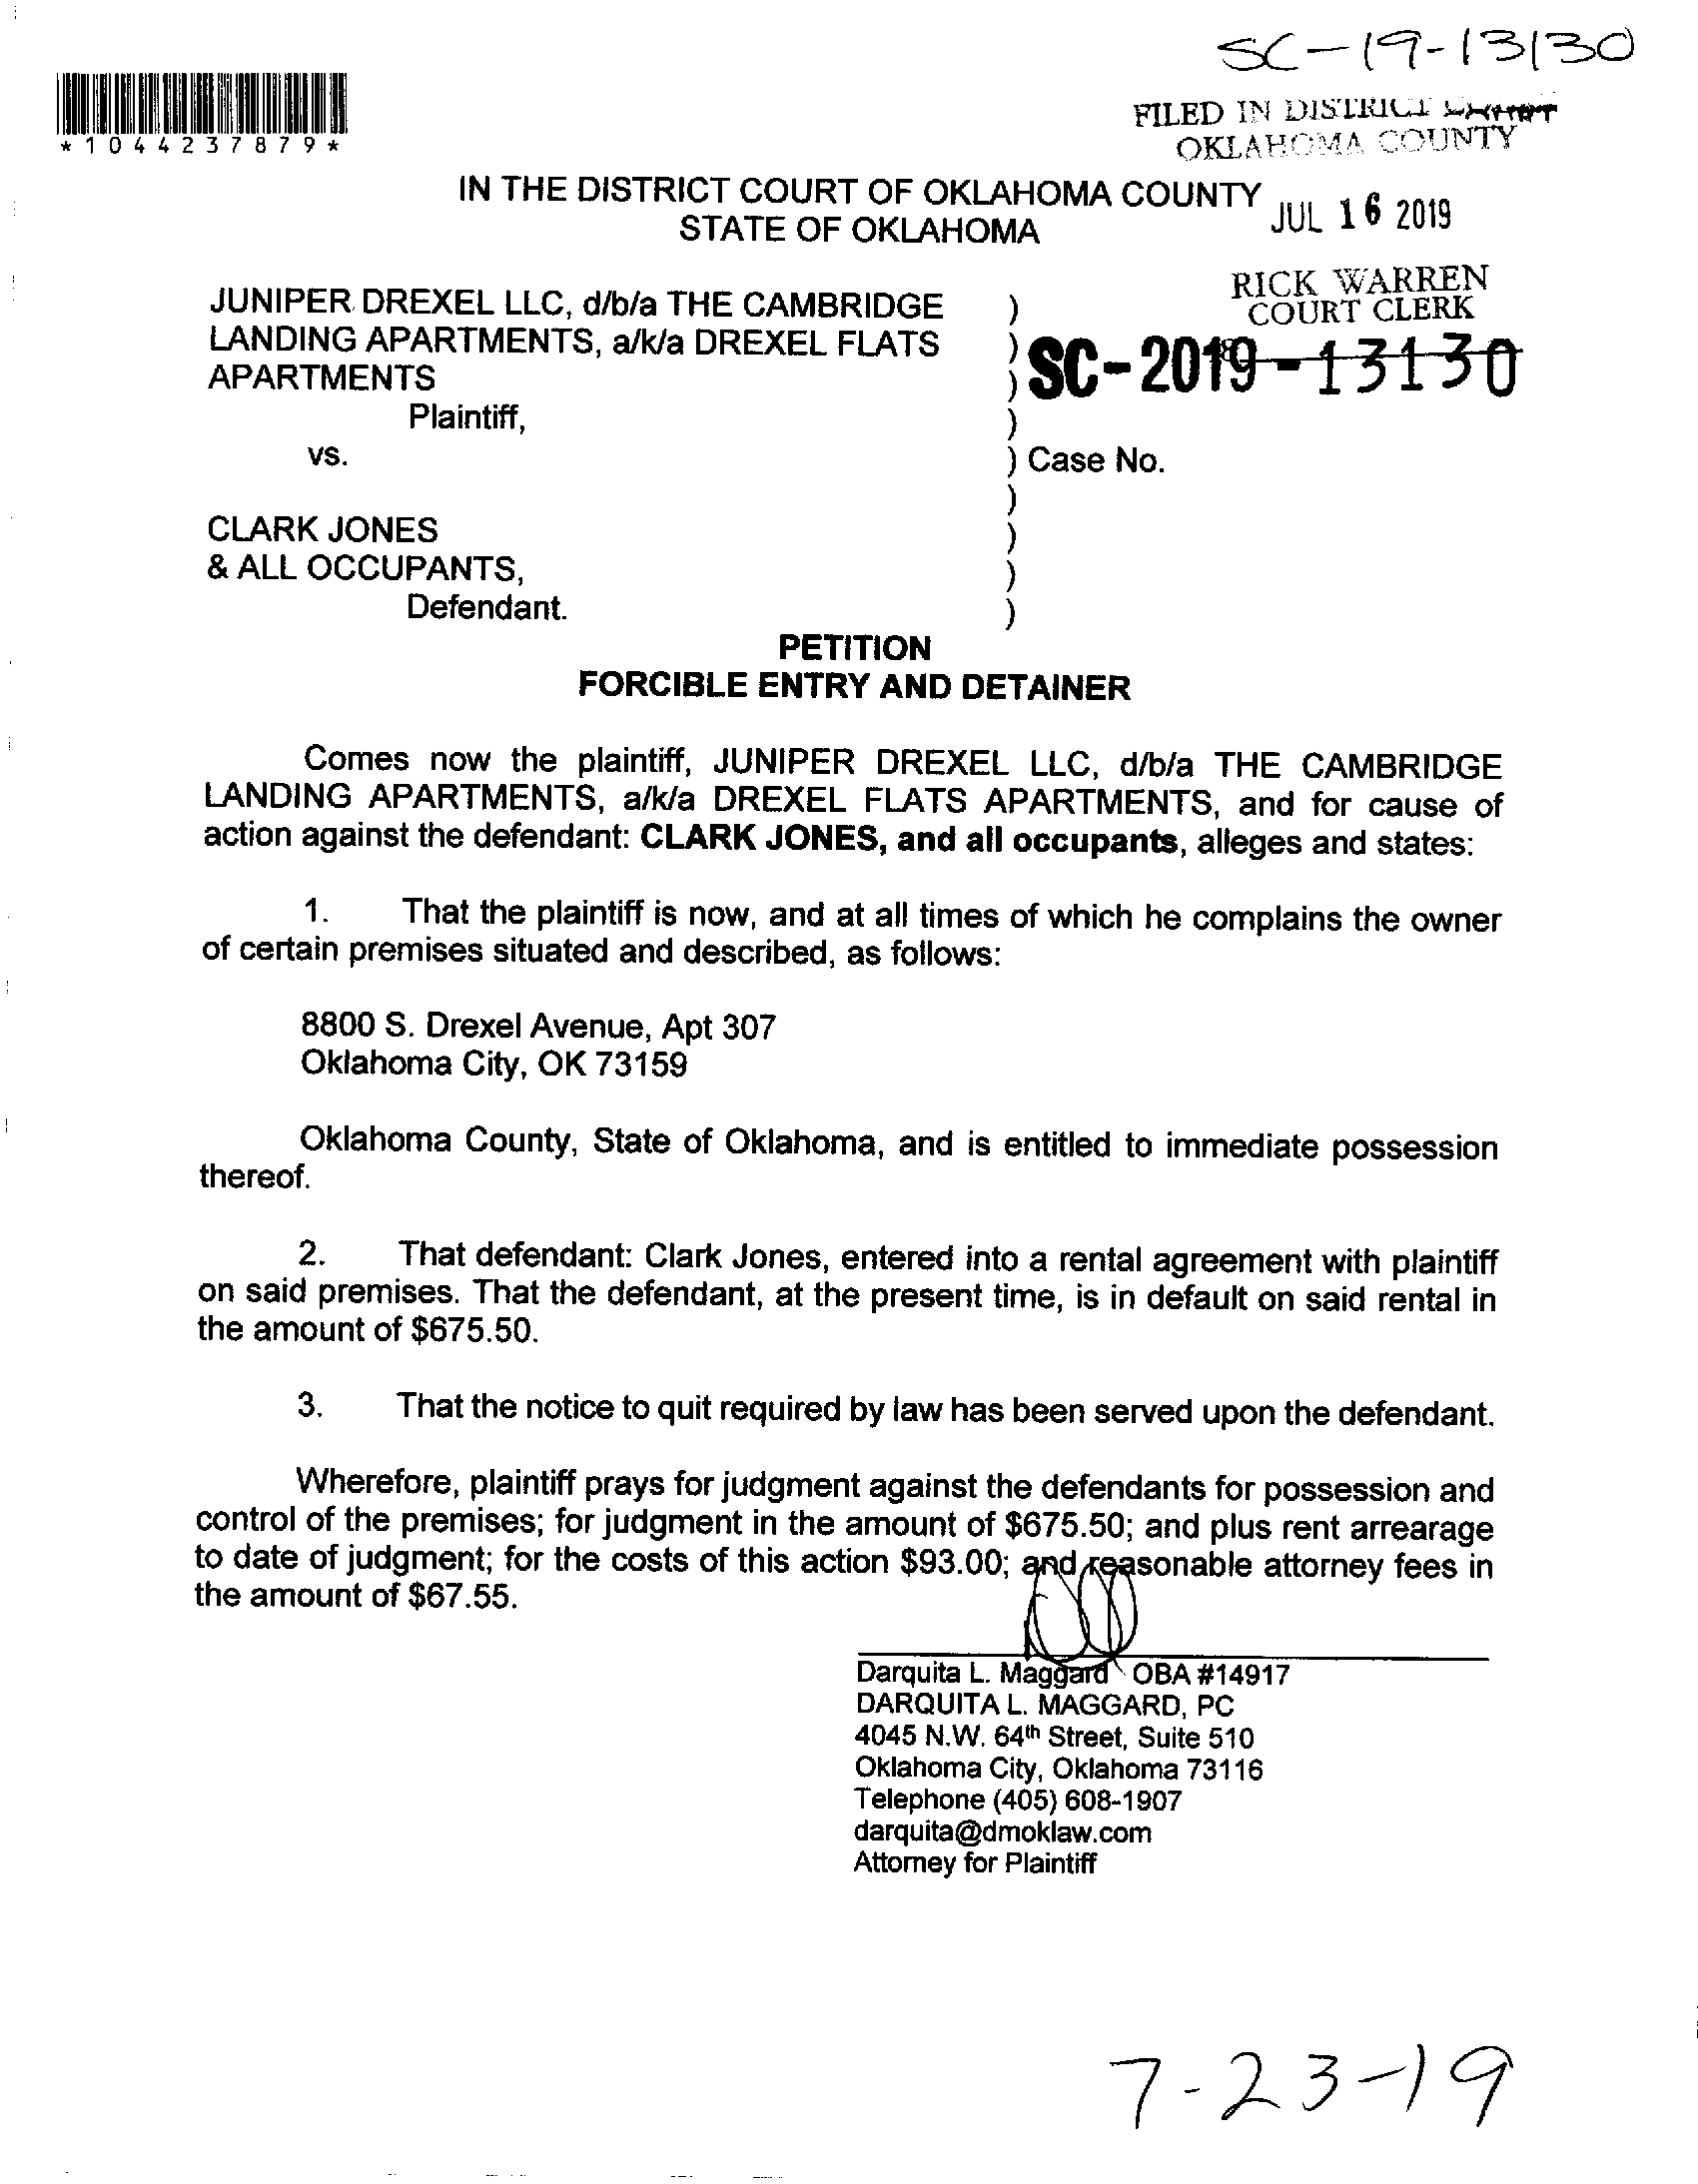 SC-19-13130
FILED IN DISTRICT COURT
OKLAHOMA COUNTY
*1044237879*
IN THE DISTRICT COURT OF OKLAHOMA COUNTY
STATE OF OKLAHOMA
JUL 16 2019
RICK WARREN
COURT CLERK
JUNIPER DREXEL LLC, d/b/a THE CAMBRIDGE )
LANDING APARTMENTS, a/k/a DREXEL FLATS )
APARTMENTS ) SC-2019-13130
Plaintiff, )
vs. ) Case No.
)
CLARK JONES )
& ALL OCCUPANTS, )
Defendant. )
PETITION
FORCIBLE ENTRY AND DETAINER
Comes now the plaintiff, JUNIPER DREXEL LLC, d/b/a THE CAMBRIDGE
LANDING APARTMENTS, a/k/a DREXEL FLATS APARTMENTS, and for cause of
action against the defendant: CLARK JONES, and all occupants, alleges and states:
1. That the plaintiff is now, and at all times of which he complains the owner
of certain premises situated and described, as follows:
8800 S. Drexel Avenue, Apt 307
Oklahoma City, OK 73159
Oklahoma County, State of Oklahoma, and is entitled to immediate possession
thereof.
2. That defendant: Clark Jones, entered into a rental agreement with plaintiff
on said premises. That the defendant, at the present time, is in default on said rental in
the amount of $675.50.
3. That the notice to quit required by law has been served upon the defendant.
Wherefore, plaintiff prays for judgment against the defendants for possession and
control of the premises; for judgment in the amount of $675.50; and plus rent arrearage
to date of judgment; for the costs of this action $93.00; and reasonable attorney fees in
the amount of $67.55.
Darquita L. Maggard OBA #14917
DARQUITA L. MAGGARD, PC
4045 N.W. 64th Street, Suite 510
Oklahoma City, Oklahoma 73116
Telephone (405) 608-1907
darquita@dmoklaw.com
Attorney for Plaintiff
7-23-19